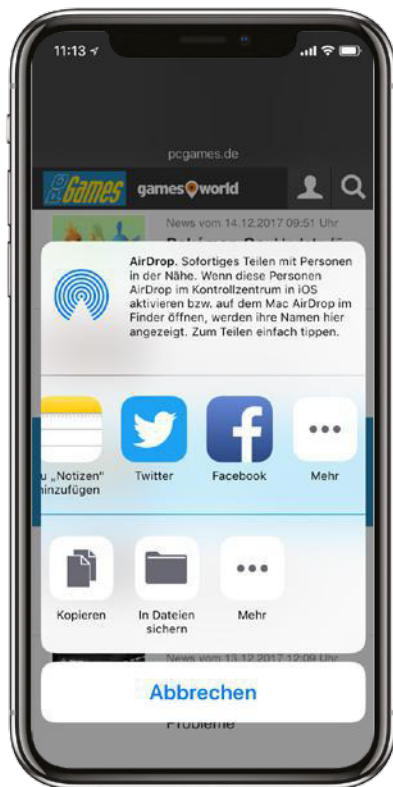 11:13
pcgames.de
PC Games games world
News vom 14.12.2017 09:51 Uhr
AirDrop. Sofortiges Teilen mit Personen
in der Nähe. Wenn diese Personen
AirDrop im Kontrollzentrum in iOS
aktivieren bzw. auf dem Mac AirDrop im
Finder öffnen, werden ihre Namen hier
angezeigt. Zum Teilen einfach tippen.
u „Notizen“
hinzufügen
Twitter
Facebook
Mehr
Kopieren
In Dateien
sichern
Mehr
News vom 13.12.2017 12:09 Uhr
Abbrechen
Probleme